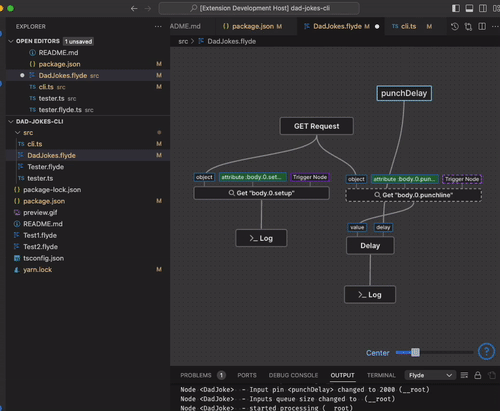 [Extension Development Host] dad-jokes-cli
EXPLORER
OPEN EDITORS 1 unsaved
README.md
package.json M
DadJokes.flyde src M
TS cli.ts src M
TS tester.ts src
tester.flyde.ts src
DAD-JOKES-CLI
src
TS cli.ts M
DadJokes.flyde M
Tester.flyde
TS tester.ts
package-lock.json
package.json M
preview.gif
README.md
Test1.flyde
Test2.flyde
tsconfig.json
yarn.lock M
ADME.md
package.json M
DadJokes.flyde M
TS cli.ts M
src > DadJokes.flyde
punchDelay
GET Request
object
attribute :body.0.set...
Trigger Node
Get "body.0.setup"
object
attribute :body.0.pun...
Trigger Node
Get "body.0.punchline"
>_ Log
value
delay
Delay
>_ Log
Center
?
PROBLEMS 1 PORTS DEBUG CONSOLE OUTPUT TERMINAL Flyde
Node <DadJoke> - Input pin <punchDelay> changed to 2000 (__root)
Node <DadJoke> - Inputs queue size changed to (__root)
Node <DadJoke> - started processing (__root)